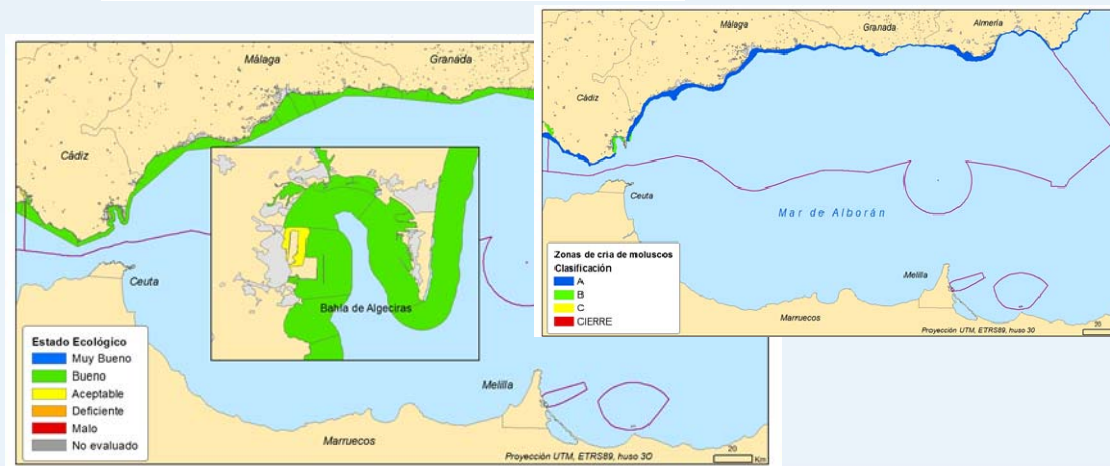 Málaga
Granada
Cádiz
Bahía de Algeciras
Ceuta
Melilla
Marruecos
Estado Ecológico
Muy Bueno
Bueno
Aceptable
Deficiente
Malo
No evaluado
Proyección UTM, ETRS89, huso 30
20
Km
Málaga
Granada
Almería
Cádiz
Ceuta
Mar de Alborán
Zonas de cria de moluscos
Clasificación
A
B
C
CIERRE
Melilla
Marruecos
Proyección UTM, ETRS89, huso 30
20